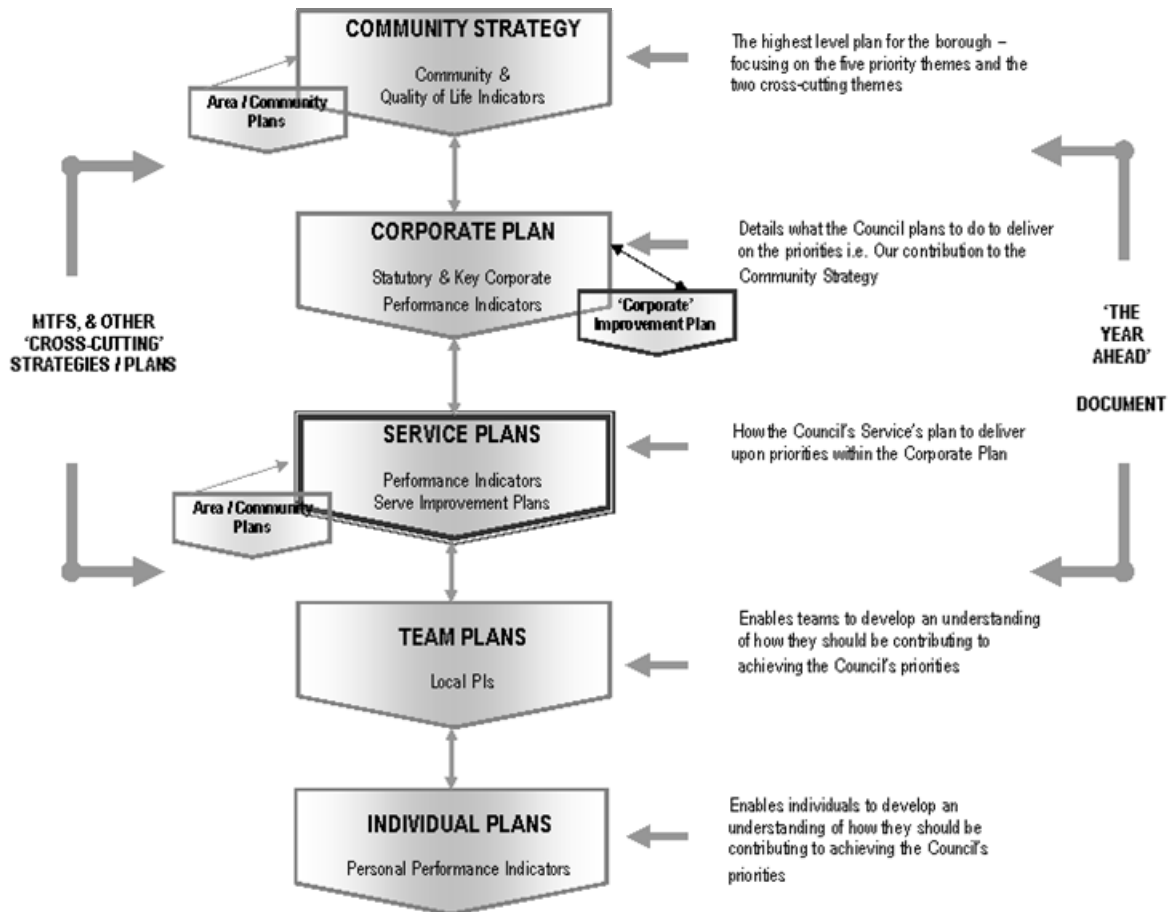 COMMUNITY STRATEGY
Community &
Quality of Life Indicators
The highest level plan for the borough –
focusing on the five priority themes and the
two cross-cutting themes
Area / Community
Plans
CORPORATE PLAN
Statutory & Key Corporate
Performance Indicators
Details what the Council plans to do to deliver
on the priorities i.e. Our contribution to the
Community Strategy
‘Corporate’
Improvement Plan
MTFS, & OTHER
‘CROSS-CUTTING’
STRATEGIES / PLANS
‘THE
YEAR
AHEAD’
DOCUMENT
SERVICE PLANS
Performance Indicators
Serve Improvement Plans
How the Council’s Service’s plan to deliver
upon priorities within the Corporate Plan
Area / Community
Plans
TEAM PLANS
Local PIs
Enables teams to develop an understanding
of how they should be contributing to
achieving the Council’s priorities
INDIVIDUAL PLANS
Personal Performance Indicators
Enables individuals to develop an
understanding of how they should be
contributing to achieving the Council’s
priorities